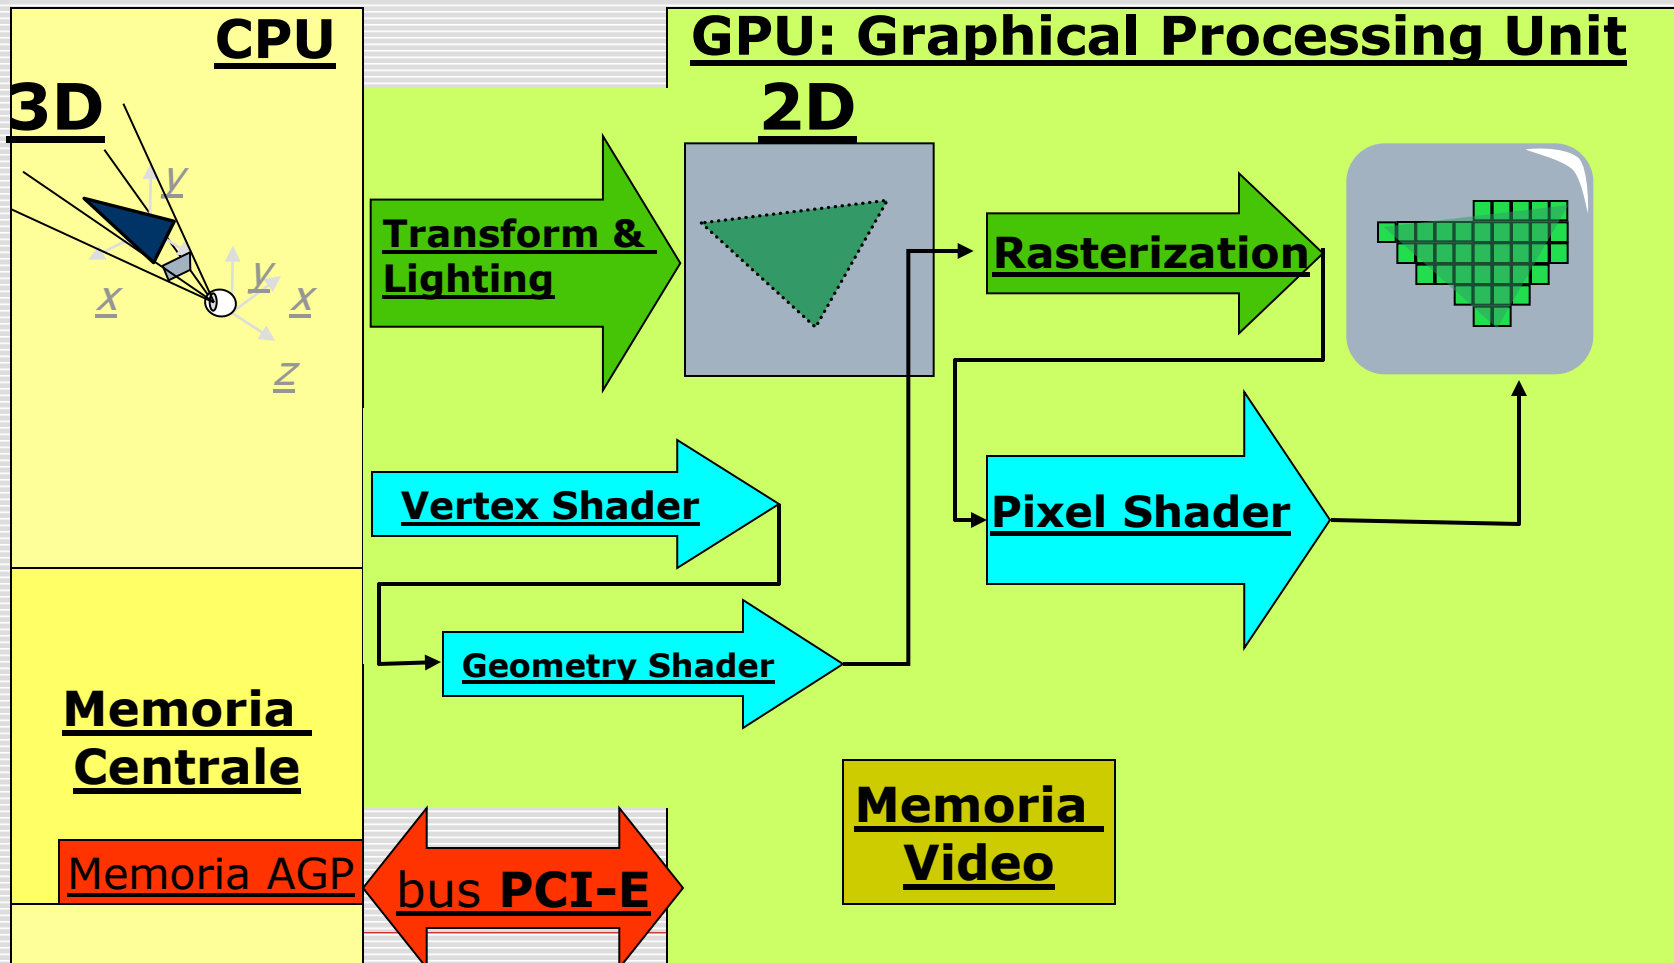 CPU
GPU: Graphical Processing Unit
3D
2D
y
x
y
x
z
Transform &
Lighting
Rasterization
Vertex Shader
Pixel Shader
Geometry Shader
Memoria
Centrale
Memoria AGP
bus PCI-E
Memoria
Video